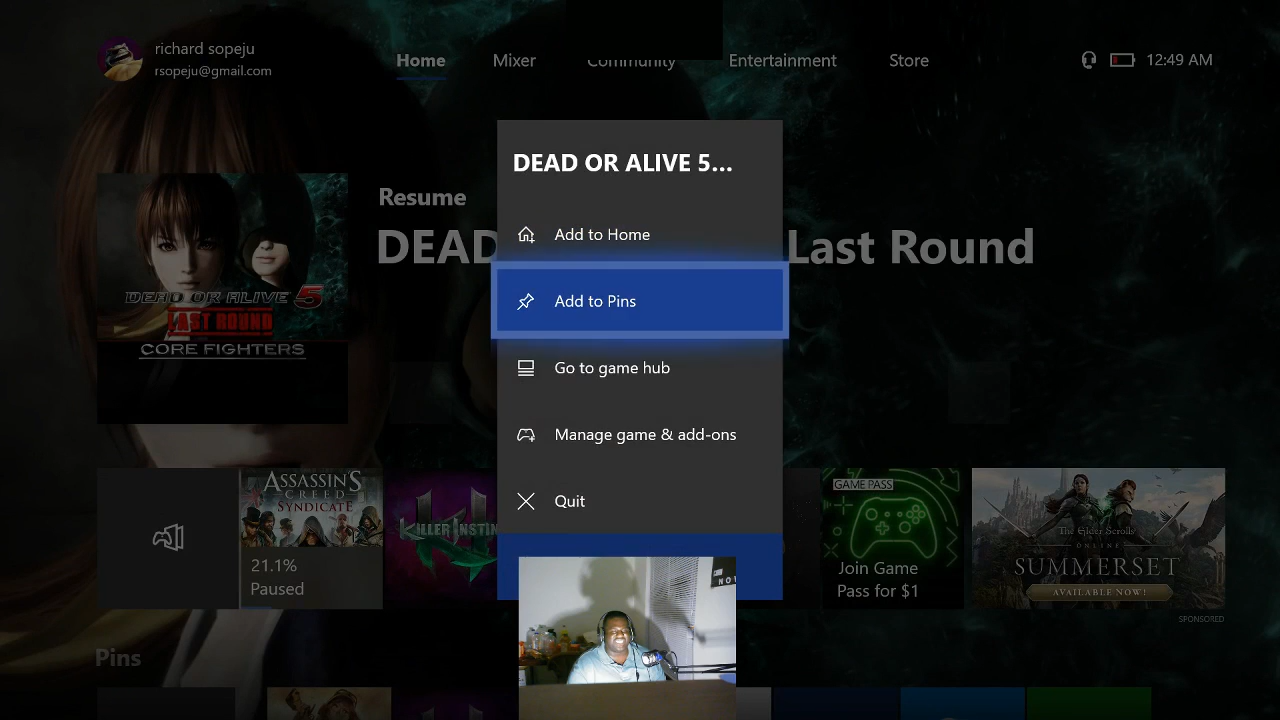 richard sopeju
rsopeju@gmail.com
Home
Mixer
Community
Entertainment
Store
12:49 AM
DEAD OR ALIVE 5...
Resume
DEAD
Last Round
Add to Home
Add to Pins
Go to game hub
Manage game & add-ons
Quit
DEAD OR ALIVE 5
LAST ROUND
CORE FIGHTERS
ASSASSIN'S
CREED
SYNDICATE
21.1%
Paused
KILLER INSTIN
GAME PASS
Join Game
Pass for $1
The Elder Scrolls
ONLINE
SUMMERSET
AVAILABLE NOW!
SPONSORED
Pins